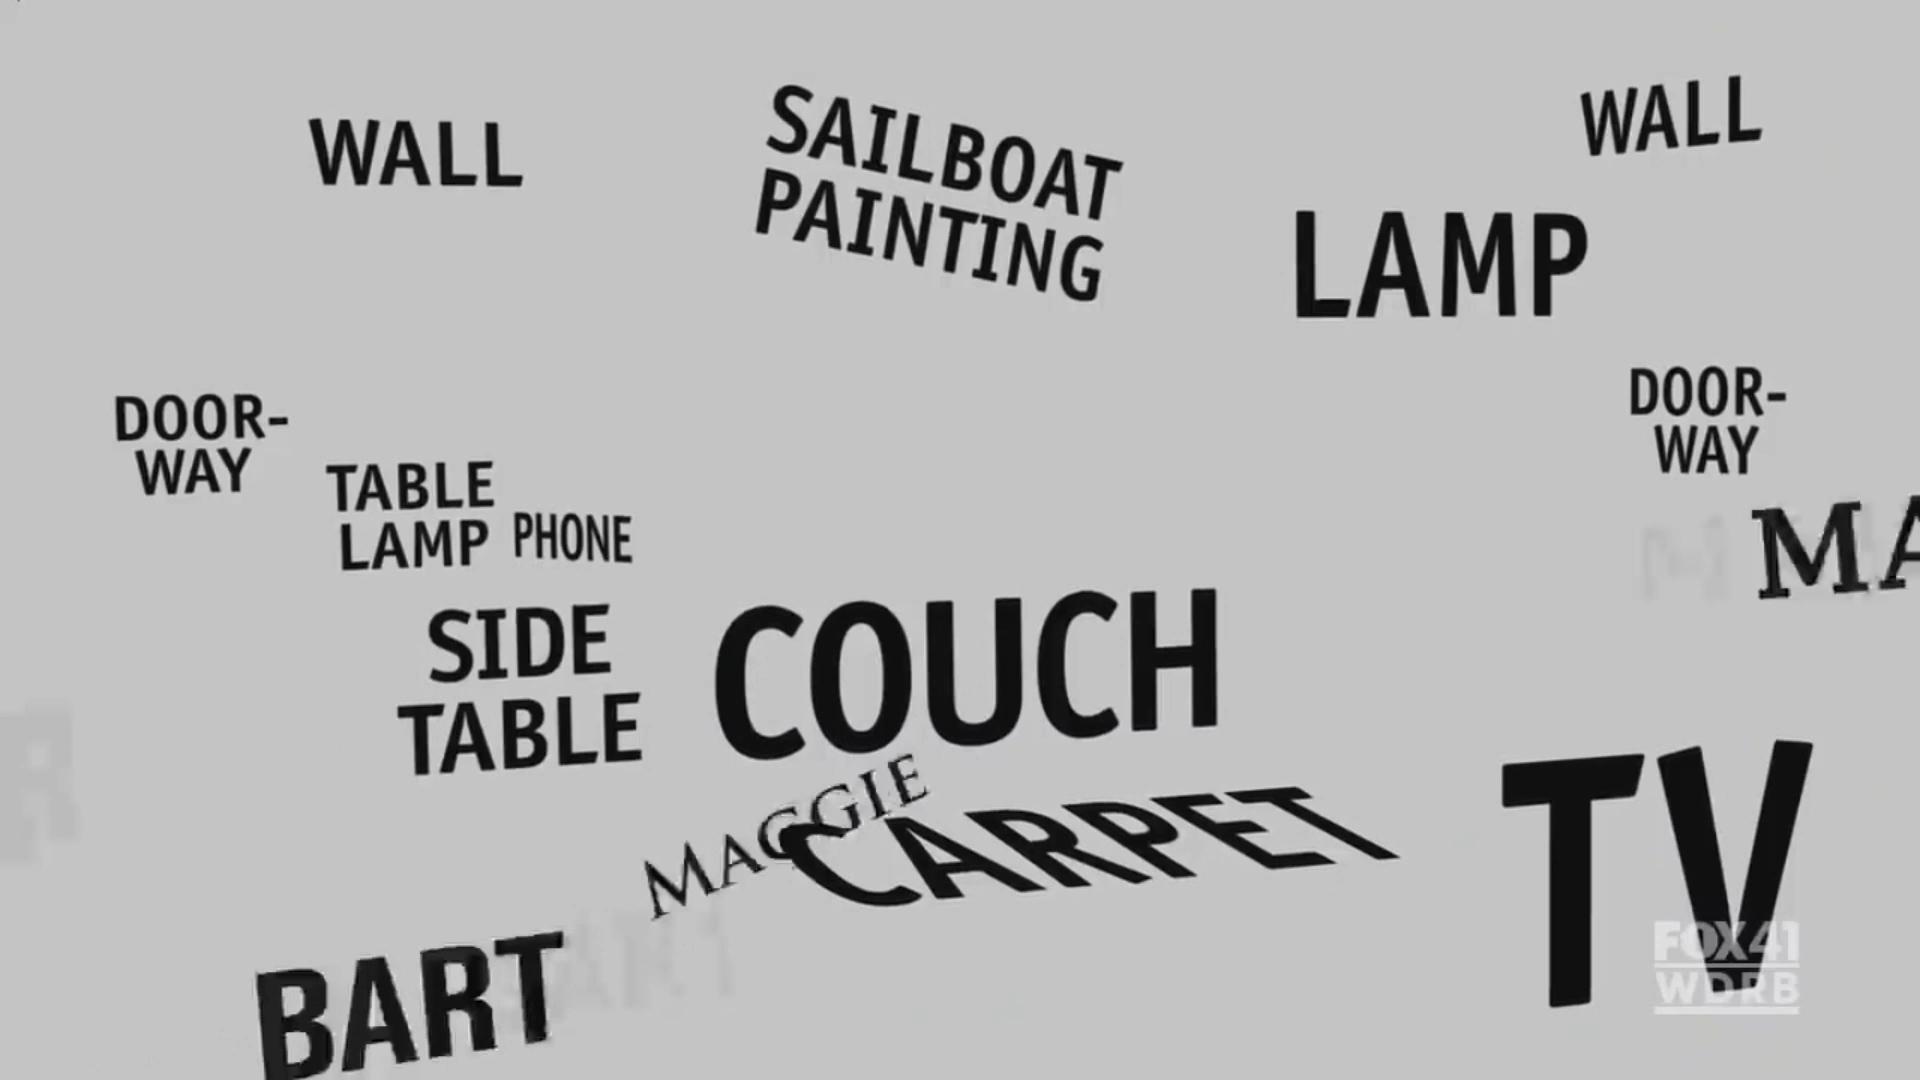 WALL
SAILBOAT
PAINTING
WALL
LAMP
DOOR-
WAY
DOOR-
WAY
TABLE
LAMP
PHONE
MA
SIDE
TABLE
COUCH
MAGGIE
CARPET
TV
BART
FOX41
WDRB